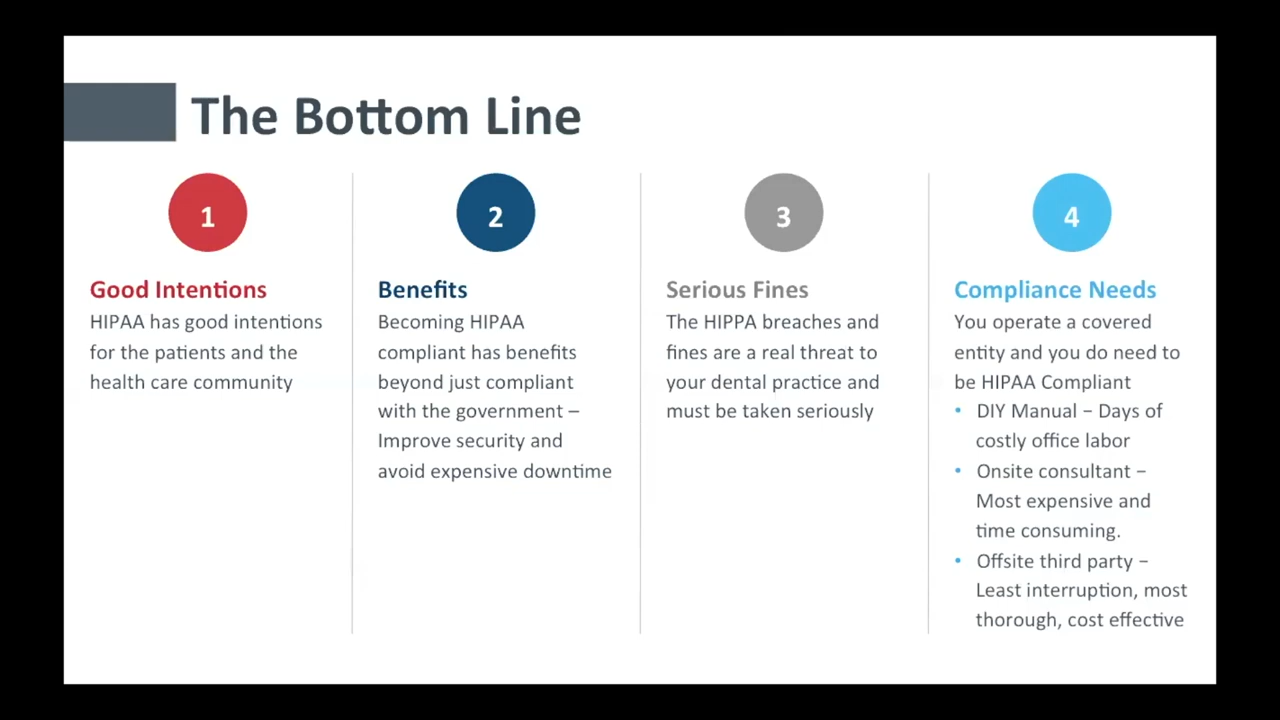 The Bottom Line
1
Good Intentions
HIPAA has good intentions
for the patients and the
health care community
2
Benefits
Becoming HIPAA
compliant has benefits
beyond just compliant
with the government –
Improve security and
avoid expensive downtime
3
Serious Fines
The HIPPA breaches and
fines are a real threat to
your dental practice and
must be taken seriously
4
Compliance Needs
You operate a covered
entity and you do need to
be HIPAA Compliant
• DIY Manual – Days of
costly office labor
• Onsite consultant –
Most expensive and
time consuming.
• Offsite third party –
Least interruption, most
thorough, cost effective